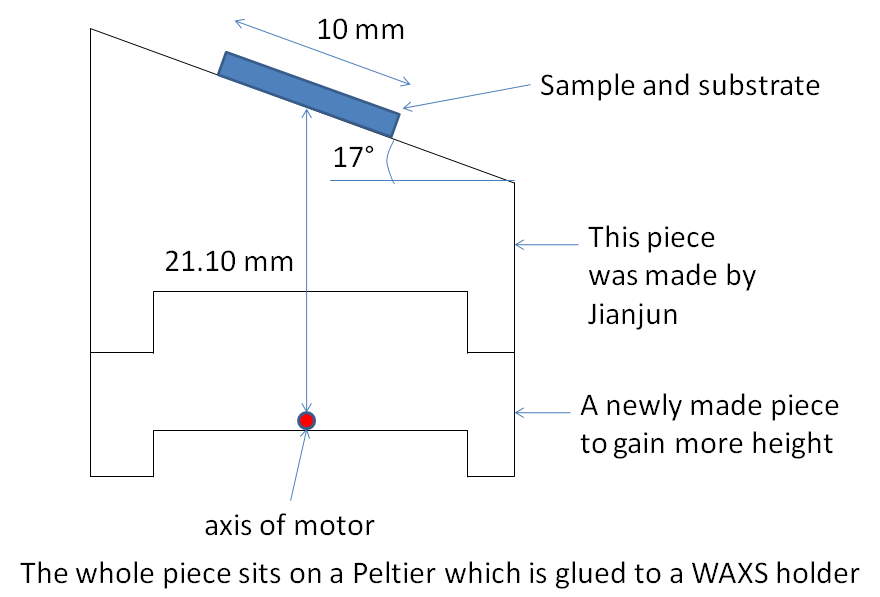 10 mm
Sample and substrate
17°
This piece
was made by
Jianjun
21.10 mm
A newly made piece
to gain more height
axis of motor
The whole piece sits on a Peltier which is glued to a WAXS holder